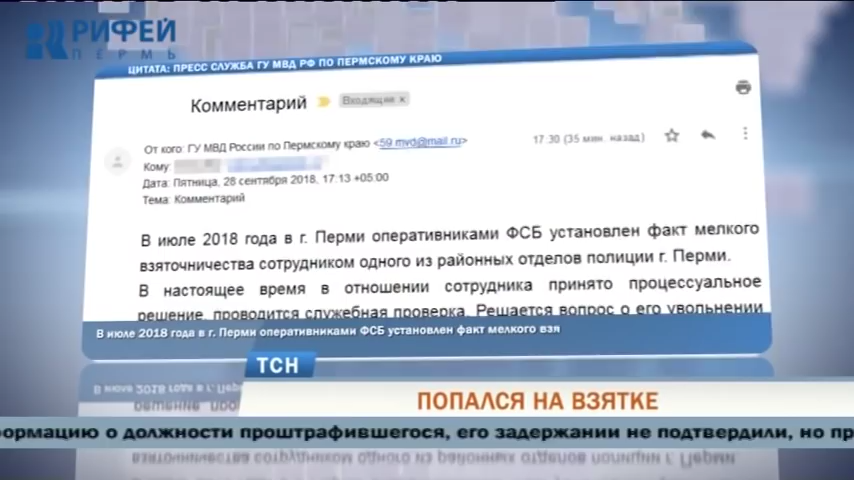 РИФЕЙ
ПЕРМЬ
ЦИТАТА: ПРЕСС СЛУЖБА ГУ МВД РФ ПО ПЕРМСКОМУ КРАЮ
Комментарий Входящие x
От кого: ГУ МВД России по Пермскому краю <59.mvd@mail.ru> 17:30 (35 мин. назад)
Кому:
Дата: Пятница, 28 сентября 2018, 17:13 +05:00
Тема: Комментарий
В июле 2018 года в г. Перми оперативниками ФСБ установлен факт мелкого
взяточничества сотрудником одного из районных отделов полиции г. Перми.
В настоящее время в отношении сотрудника принято процессуальное
решение, проводится служебная проверка. Решается вопрос о его увольнении
В июле 2018 года в г. Перми оперативниками ФСБ установлен факт мелкого взя
ТСН
ПОПАЛСЯ НА ВЗЯТКЕ
ормацию о должности проштрафившегося, его задержании не подтвердили, но пр